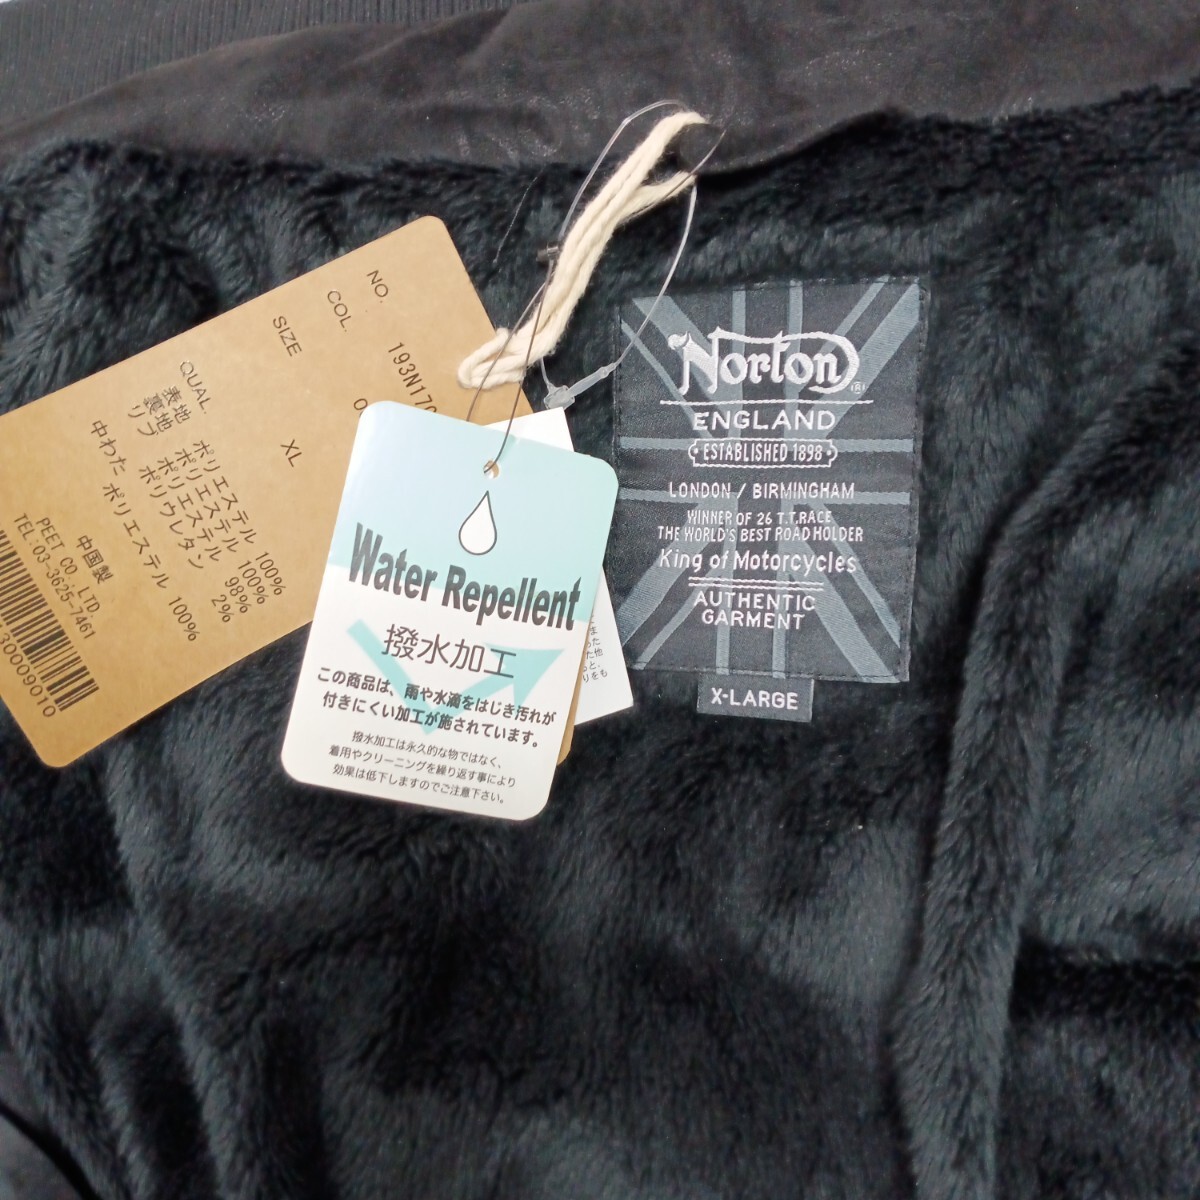 NO. 193N170
COL. 0
SIZE XL
QUAL
表地 ポリエステル 100%
裏地 ポリエステル 100%
リブ ポリエステル 98%
ポリウレタン 2%
中わた ポリエステル 100%
中国製
PEET CO.,LTD.
TEL:03-3625-7461
30009010
Water Repellent
撥水加工
この商品は、雨や水滴をはじき汚れが
付きにくい加工が施されています。
撥水加工は永久的な物ではなく、
着用やクリーニングを繰り返す事により
効果は低下しますのでご注意下さい。
Norton
ENGLAND
ESTABLISHED 1898
LONDON / BIRMINGHAM
WINNER OF 26 T.T.RACE
THE WORLD'S BEST ROAD HOLDER
King of Motorcycles
AUTHENTIC
GARMENT
X-LARGE